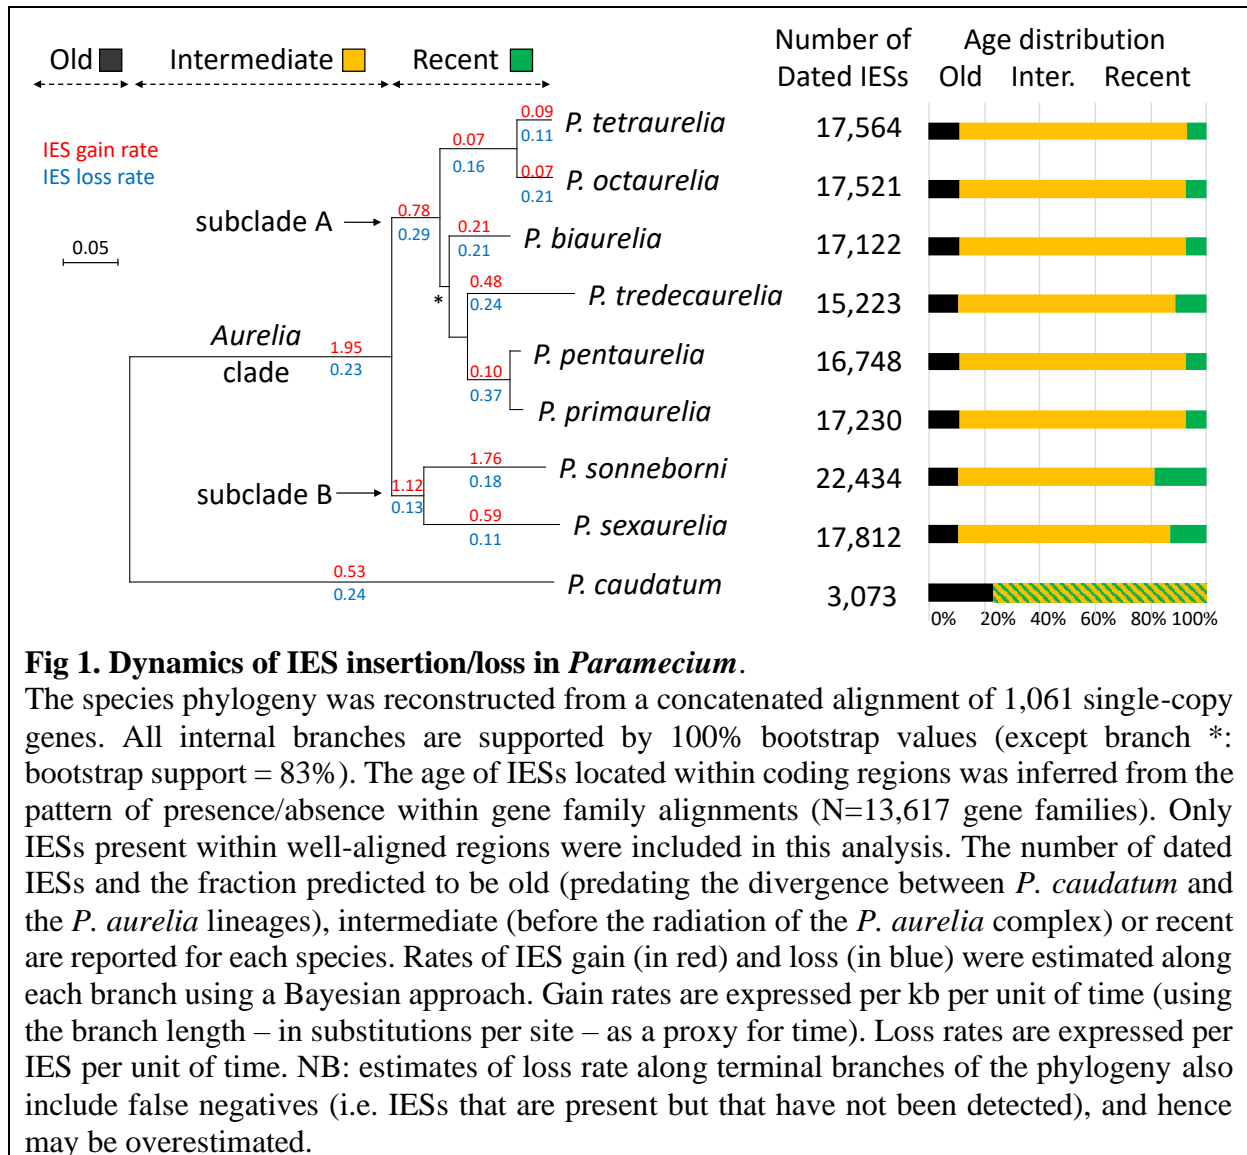 Old Intermediate Recent
Number of Dated IESs
Age distribution
Old Inter. Recent
IES gain rate
IES loss rate
0.05
subclade A
Aurelia clade
subclade B
*
0.09
0.11
P. tetraurelia 17,564
0.07
0.16
0.07
0.21
P. octaurelia 17,521
0.78
0.29
0.21
0.21
P. biaurelia 17,122
0.48
0.24
P. tredecaurelia 15,223
1.95
0.23
P. pentaurelia 16,748
0.10
0.37
P. primaurelia 17,230
1.76
0.18
P. sonneborni 22,434
1.12
0.13
0.59
0.11
P. sexaurelia 17,812
0.53
0.24
P. caudatum 3,073
0% 20% 40% 60% 80% 100%
Fig 1. Dynamics of IES insertion/loss in Paramecium.
The species phylogeny was reconstructed from a concatenated alignment of 1,061 single-copy
genes. All internal branches are supported by 100% bootstrap values (except branch *:
bootstrap support = 83%). The age of IESs located within coding regions was inferred from the
pattern of presence/absence within gene family alignments (N=13,617 gene families). Only
IESs present within well-aligned regions were included in this analysis. The number of dated
IESs and the fraction predicted to be old (predating the divergence between P. caudatum and
the P. aurelia lineages), intermediate (before the radiation of the P. aurelia complex) or recent
are reported for each species. Rates of IES gain (in red) and loss (in blue) were estimated along
each branch using a Bayesian approach. Gain rates are expressed per kb per unit of time (using
the branch length – in substitutions per site – as a proxy for time). Loss rates are expressed per
IES per unit of time. NB: estimates of loss rate along terminal branches of the phylogeny also
include false negatives (i.e. IESs that are present but that have not been detected), and hence
may be overestimated.